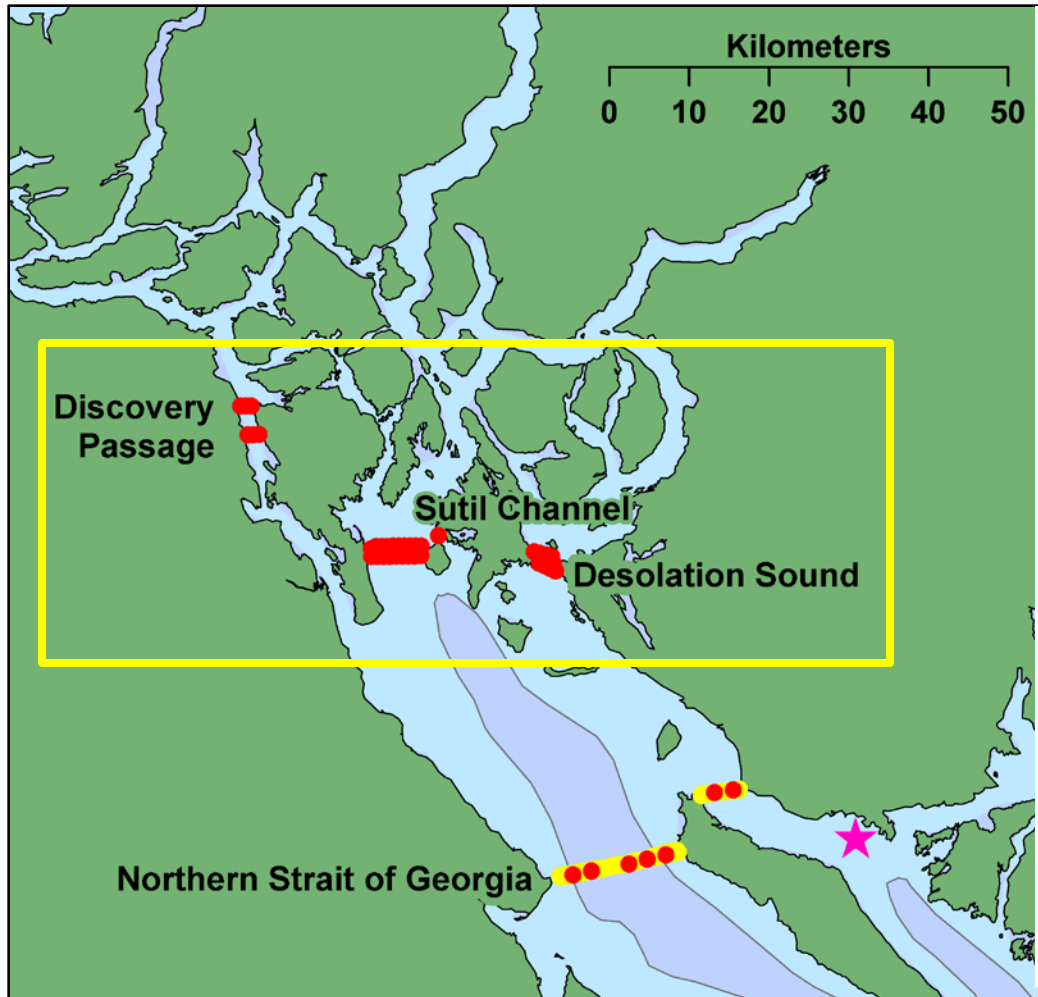 Kilometers
0 10 20 30 40 50
Discovery
Passage
Sutil Channel
Desolation Sound
Northern Strait of Georgia